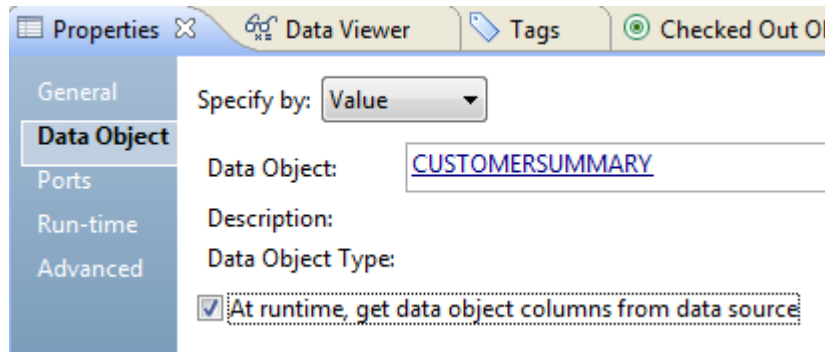 Properties Data Viewer Tags Checked Out
General
Specify by: Value
Data Object
Data Object: CUSTOMERSUMMARY
Ports
Run-time
Description:
Advanced
Data Object Type:
At runtime, get data object columns from data source